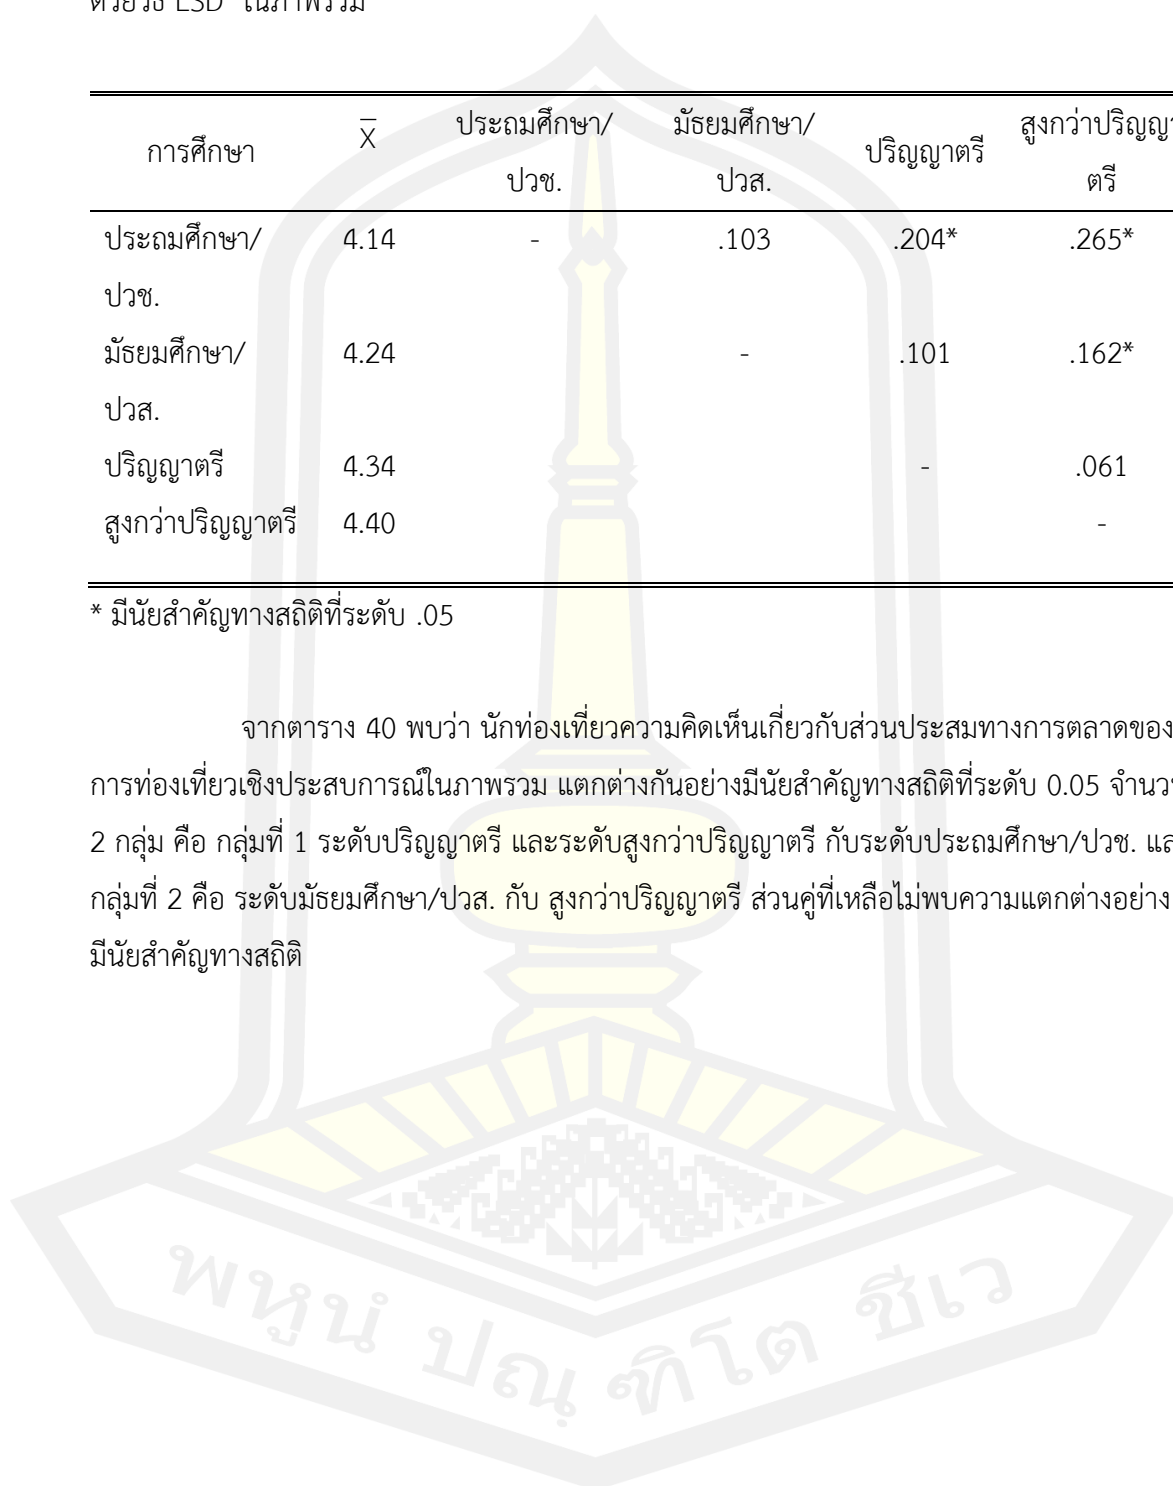 ด้วยวิธี LSD ในภาพรวม
การศึกษา X̄ ประถมศึกษา/ มัธยมศึกษา/ ปริญญาตรี สูงกว่าปริญญา
ปวช. ปวส. ตรี
ประถมศึกษา/ 4.14 - .103 .204* .265*
ปวช.
มัธยมศึกษา/ 4.24 - .101 .162*
ปวส.
ปริญญาตรี 4.34 - .061
สูงกว่าปริญญาตรี 4.40 -
* มีนัยสำคัญทางสถิติที่ระดับ .05
จากตาราง 40 พบว่า นักท่องเที่ยวความคิดเห็นเกี่ยวกับส่วนประสมทางการตลาดของ
การท่องเที่ยวเชิงประสบการณ์ในภาพรวม แตกต่างกันอย่างมีนัยสำคัญทางสถิติที่ระดับ 0.05 จำนวน
2 กลุ่ม คือ กลุ่มที่ 1 ระดับปริญญาตรี และระดับสูงกว่าปริญญาตรี กับระดับประถมศึกษา/ปวช. และ
กลุ่มที่ 2 คือ ระดับมัธยมศึกษา/ปวส. กับ สูงกว่าปริญญาตรี ส่วนคู่ที่เหลือไม่พบความแตกต่างอย่าง
มีนัยสำคัญทางสถิติ
พหูนํ ปณฺฑิโต ชีเว